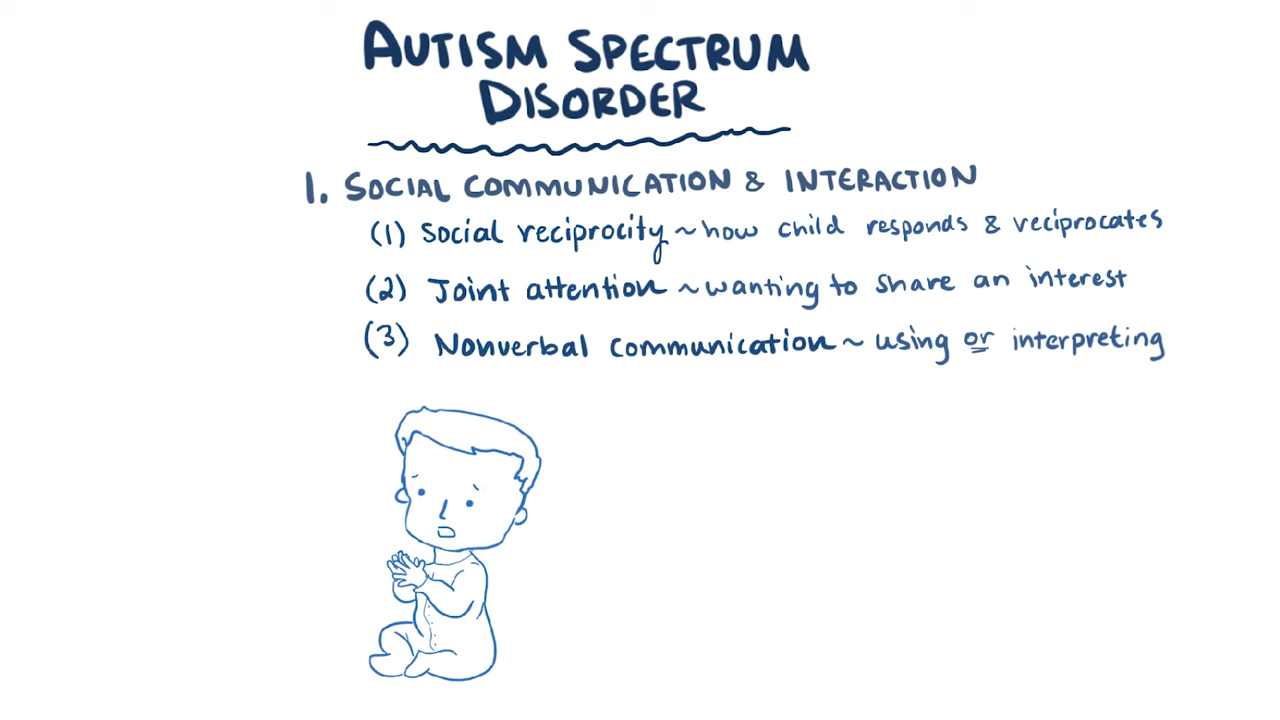 AUTISM SPECTRUM
DISORDER
1. SOCIAL COMMUNICATION & INTERACTION
(1) Social reciprocity ~ how child responds & reciprocates
(2) Joint attention ~ wanting to share an interest
(3) Nonverbal communication ~ using or interpreting